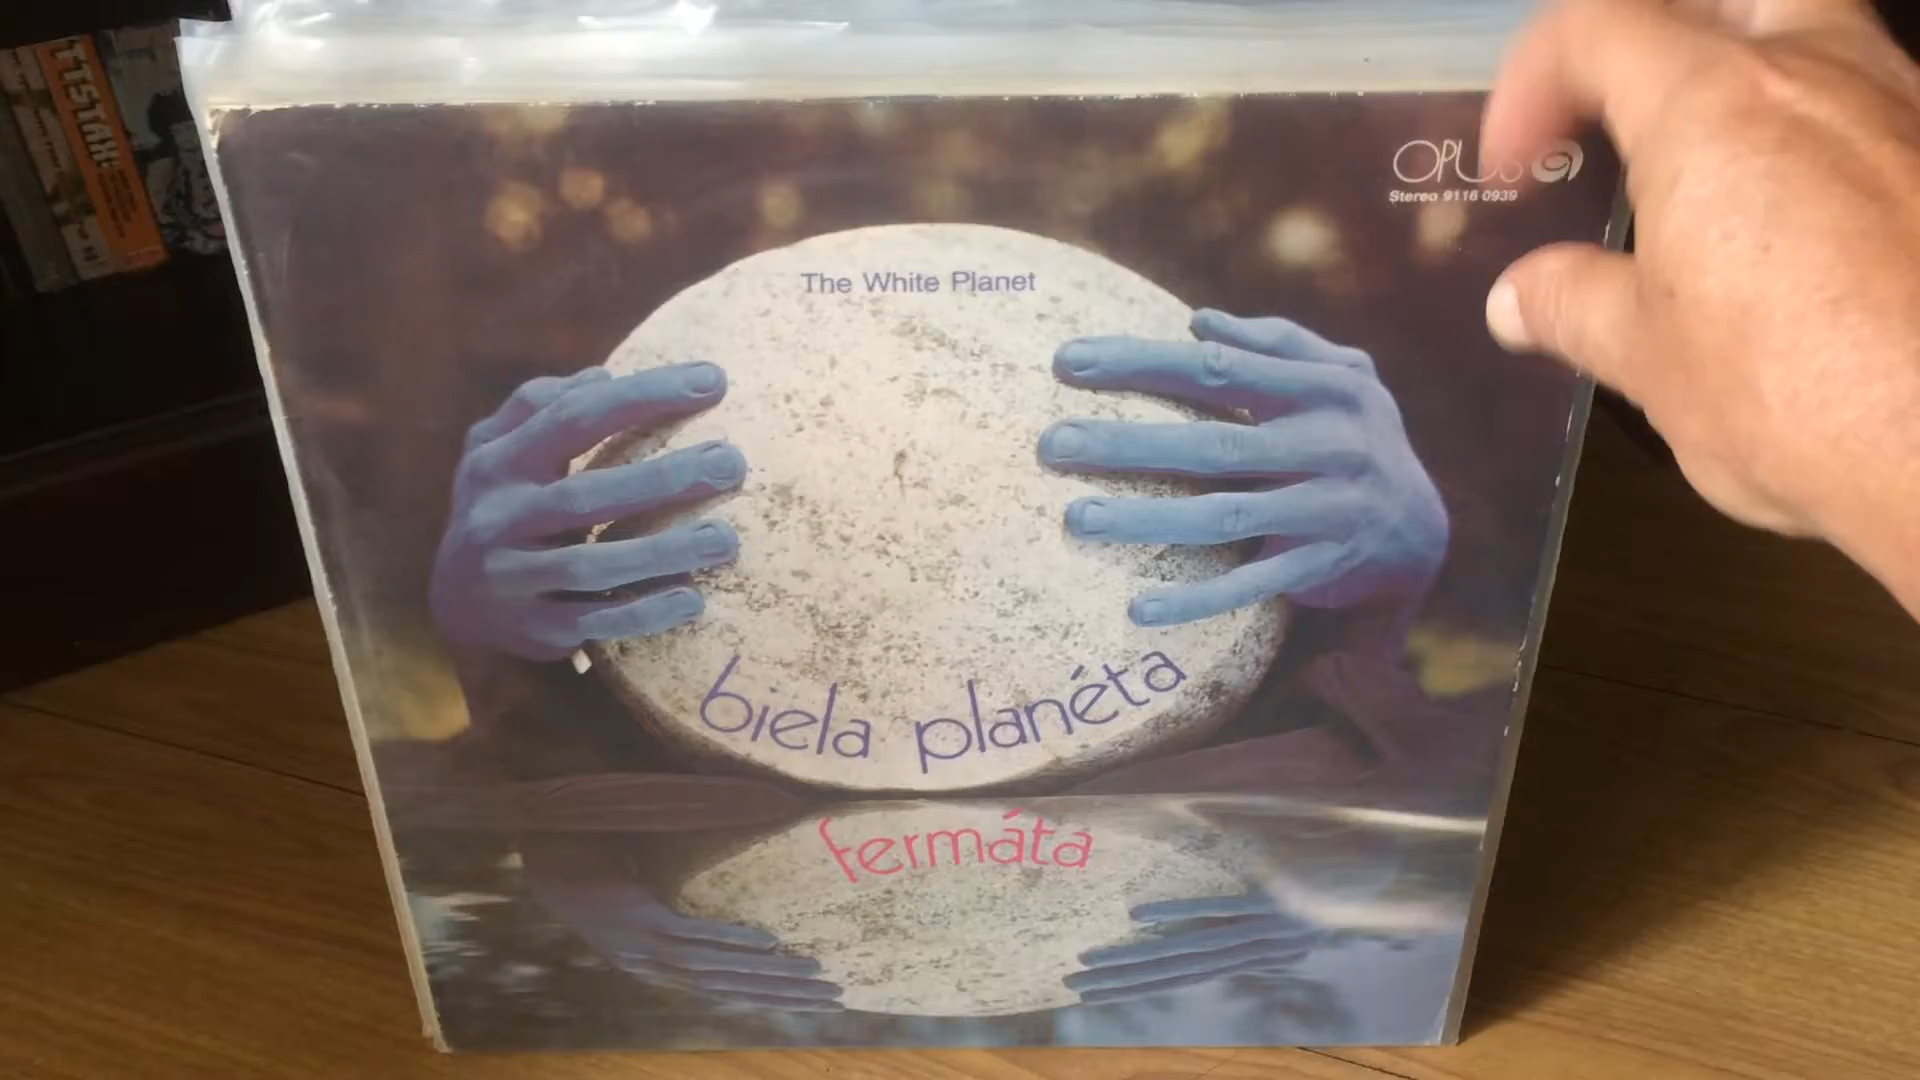 OPUS
Stereo 9116 0939
The White Planet
biela planéta
fermáta